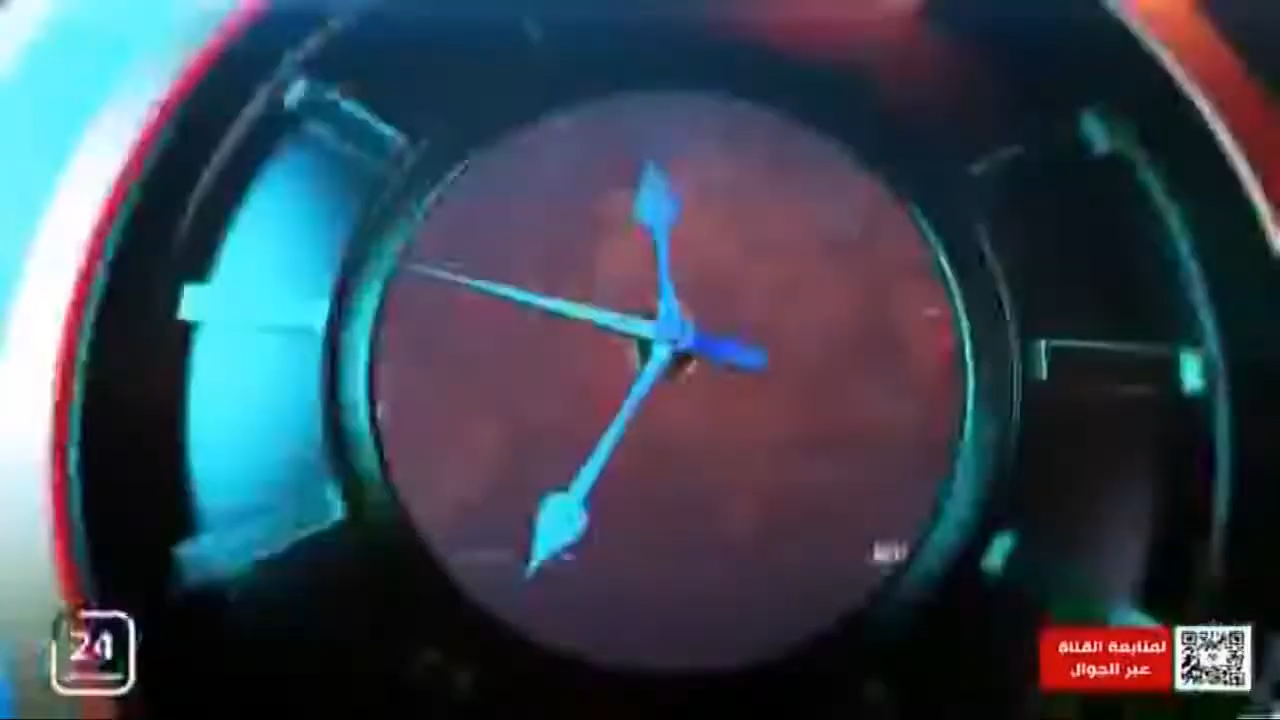 24
لمتابعة القناة
عبر الجوال